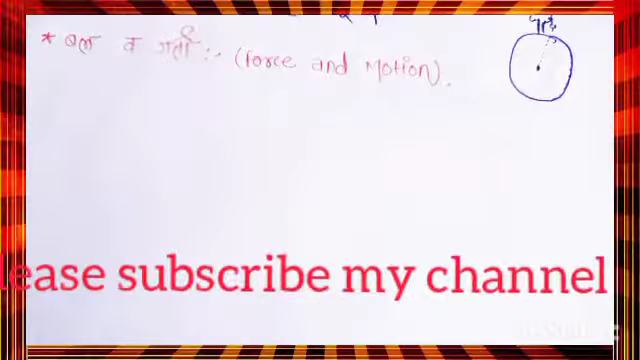 * बल व गती :- (Force and Motion).
lease subscribe my channel